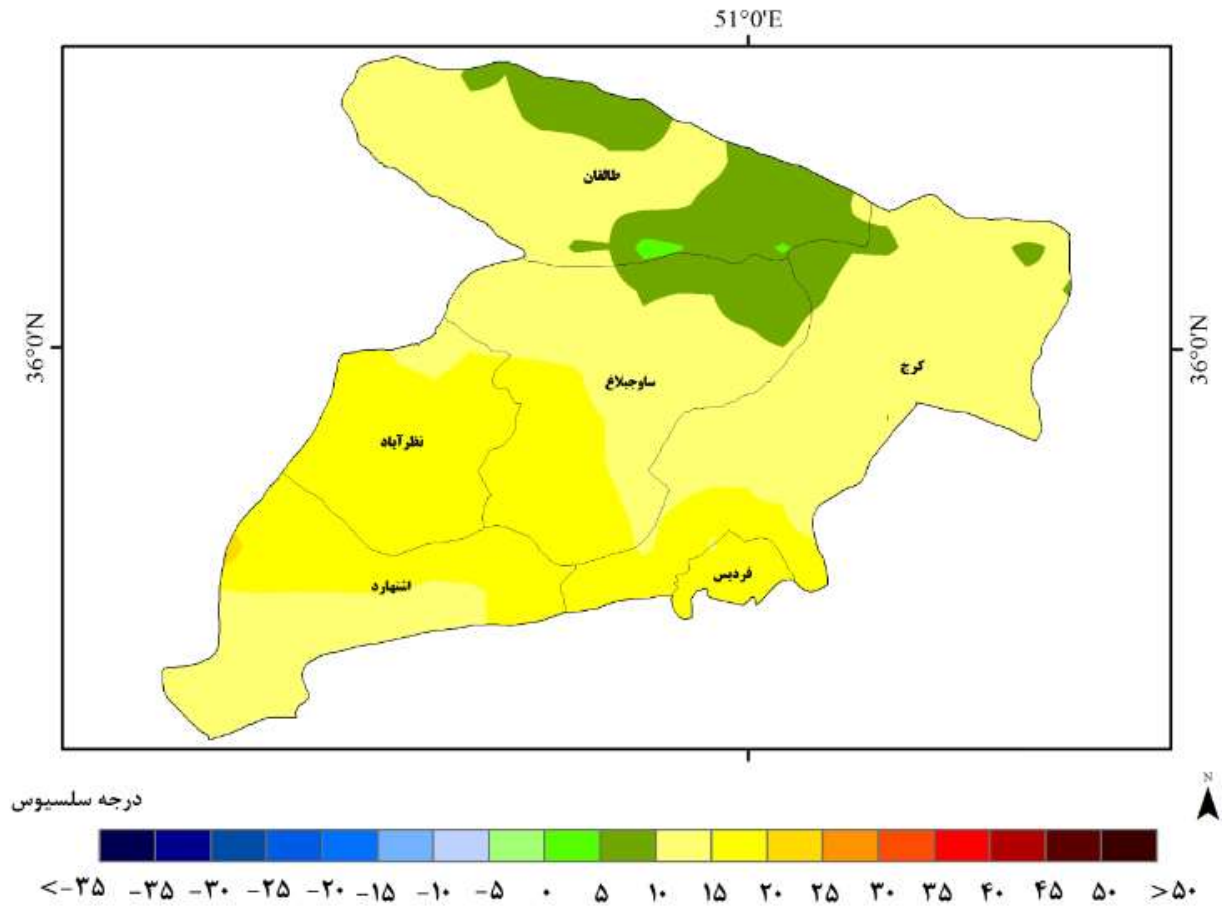 51°0'E
طالقان
36°0'N
36°0'N
کرج
ساوجبلاغ
نظرآباد
فردیس
اشتهارد
N
درجه سلسیوس
<-۳۵ -۳۵ -۳۰ -۲۵ -۲۰ -۱۵ -۱۰ -۵ ۰ ۵ ۱۰ ۱۵ ۲۰ ۲۵ ۳۰ ۳۵ ۴۰ ۴۵ ۵۰ >۵۰